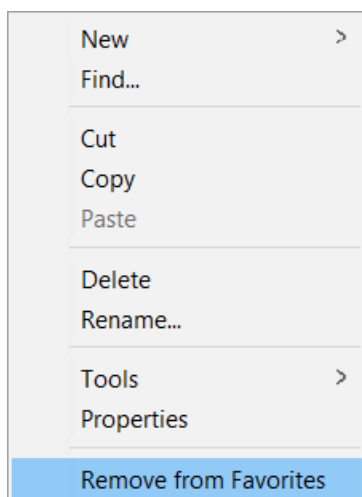 New >
Find...
Cut
Copy
Paste
Delete
Rename...
Tools >
Properties
Remove from Favorites